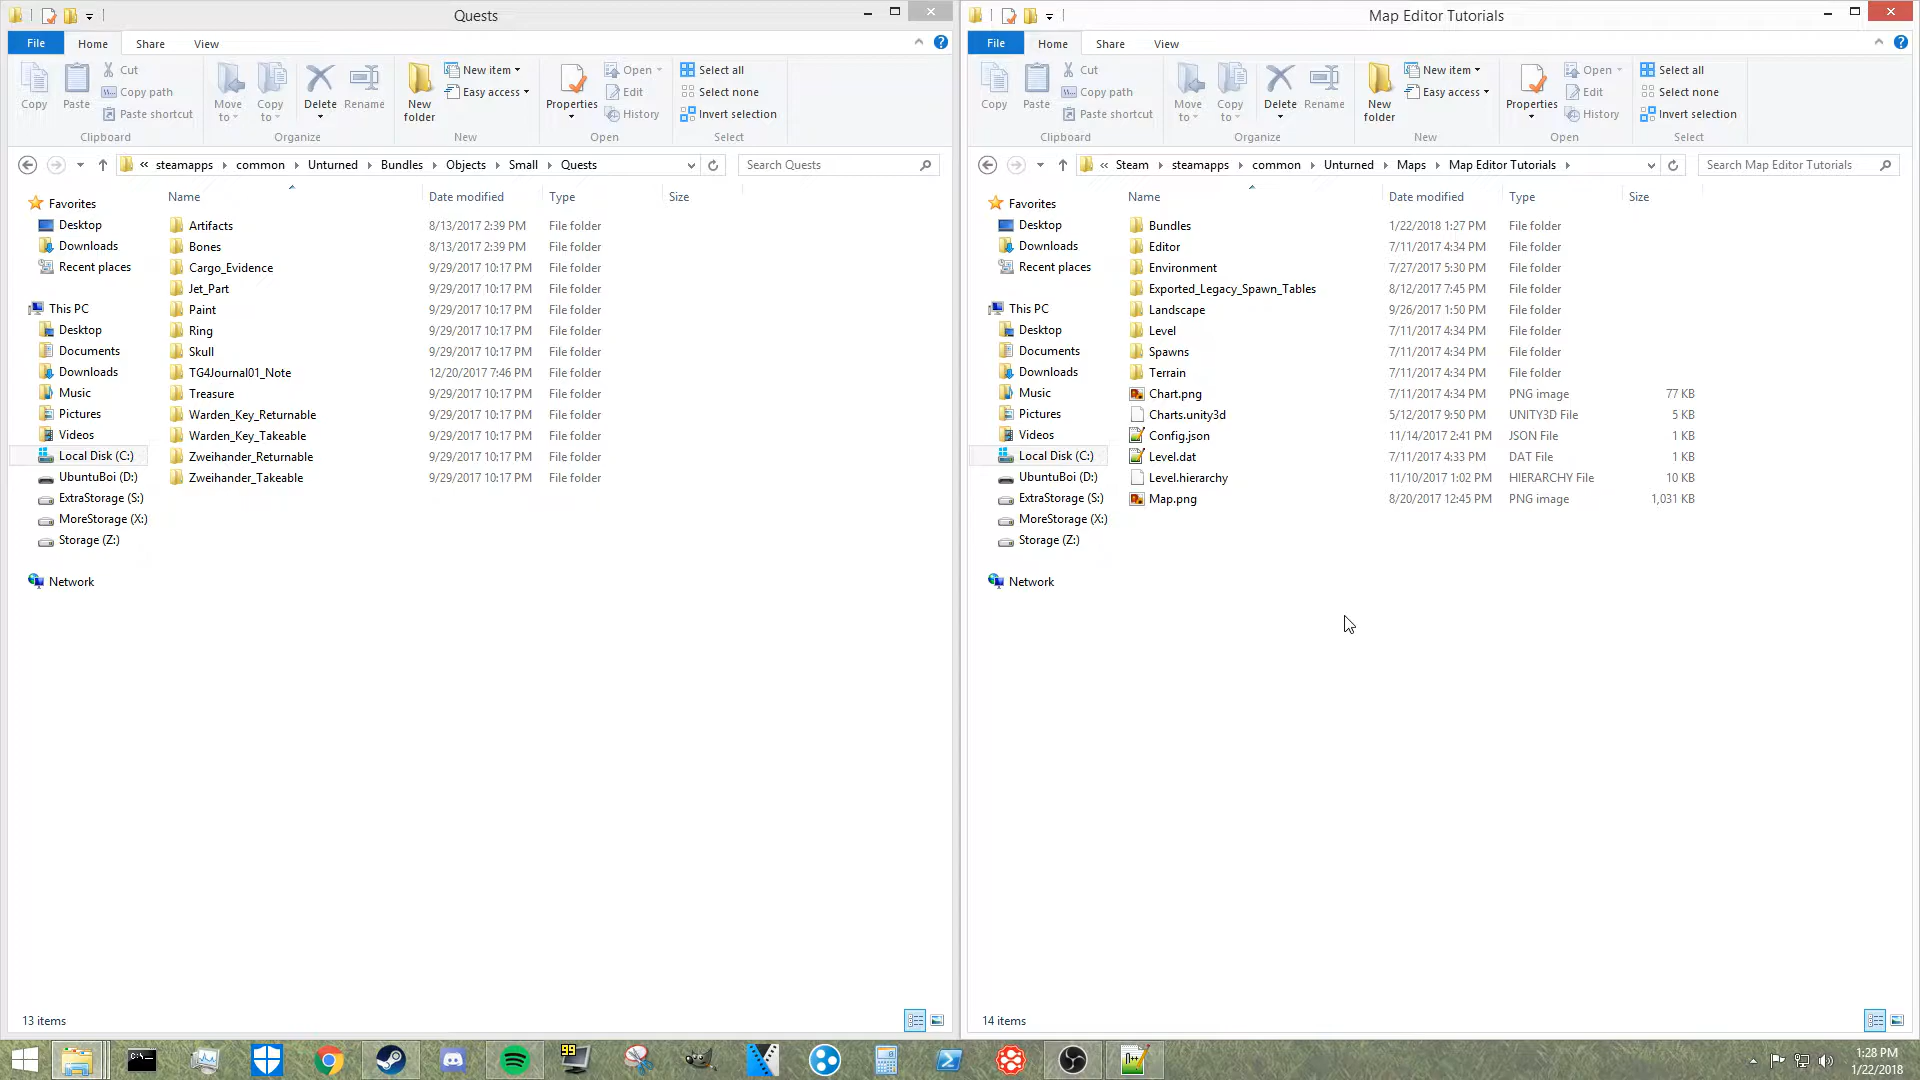 Quests
File Home Share View
Copy
Paste
Cut
Copy path
Paste shortcut
Clipboard
Move to
Copy to
Delete
Rename
Organize
New folder
New item
Easy access
New
Properties
Open
Edit
History
Open
Select all
Select none
Invert selection
Select
« steamapps common Unturned Bundles Objects Small Quests
Search Quests
Favorites
Desktop
Downloads
Recent places
This PC
Desktop
Documents
Downloads
Music
Pictures
Videos
Local Disk (C:)
UbuntuBoi (D:)
ExtraStorage (S:)
MoreStorage (X:)
Storage (Z:)
Network
Name Date modified Type Size
Artifacts 8/13/2017 2:39 PM File folder
Bones 8/13/2017 2:39 PM File folder
Cargo_Evidence 9/29/2017 10:17 PM File folder
Jet_Part 9/29/2017 10:17 PM File folder
Paint 9/29/2017 10:17 PM File folder
Ring 9/29/2017 10:17 PM File folder
Skull 9/29/2017 10:17 PM File folder
TG4Journal01_Note 12/20/2017 7:46 PM File folder
Treasure 9/29/2017 10:17 PM File folder
Warden_Key_Returnable 9/29/2017 10:17 PM File folder
Warden_Key_Takeable 9/29/2017 10:17 PM File folder
Zweihander_Returnable 9/29/2017 10:17 PM File folder
Zweihander_Takeable 9/29/2017 10:17 PM File folder
13 items
Map Editor Tutorials
File Home Share View
Copy
Paste
Cut
Copy path
Paste shortcut
Clipboard
Move to
Copy to
Delete
Rename
Organize
New folder
New item
Easy access
New
Properties
Open
Edit
History
Open
Select all
Select none
Invert selection
Select
« Steam steamapps common Unturned Maps Map Editor Tutorials
Search Map Editor Tutorials
Favorites
Desktop
Downloads
Recent places
This PC
Desktop
Documents
Downloads
Music
Pictures
Videos
Local Disk (C:)
UbuntuBoi (D:)
ExtraStorage (S:)
MoreStorage (X:)
Storage (Z:)
Network
Name Date modified Type Size
Bundles 1/22/2018 1:27 PM File folder
Editor 7/11/2017 4:34 PM File folder
Environment 7/27/2017 5:30 PM File folder
Exported_Legacy_Spawn_Tables 8/12/2017 7:45 PM File folder
Landscape 9/26/2017 1:50 PM File folder
Level 7/11/2017 4:34 PM File folder
Spawns 7/11/2017 4:34 PM File folder
Terrain 7/11/2017 4:34 PM File folder
Chart.png 7/11/2017 4:34 PM PNG image 77 KB
Charts.unity3d 5/12/2017 9:50 PM UNITY3D File 5 KB
Config.json 11/14/2017 2:41 PM JSON File 1 KB
Level.dat 7/11/2017 4:33 PM DAT File 1 KB
Level.hierarchy 11/10/2017 1:02 PM HIERARCHY File 10 KB
Map.png 8/20/2017 12:45 PM PNG image 1,031 KB
14 items
99
1:28 PM
1/22/2018